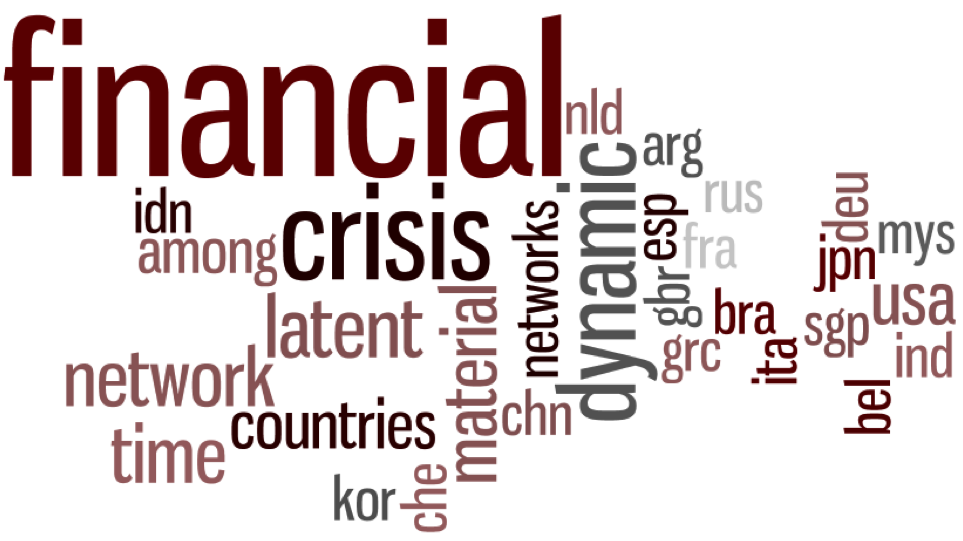 financial
nld
arg
dynamic
rus
deu
idn
crisis
networks
esp
mys
among
fra
jpn
gbr
usa
latent
material
bra
sgp
network
grc
ita
ind
countries
chn
bel
time
kor
che